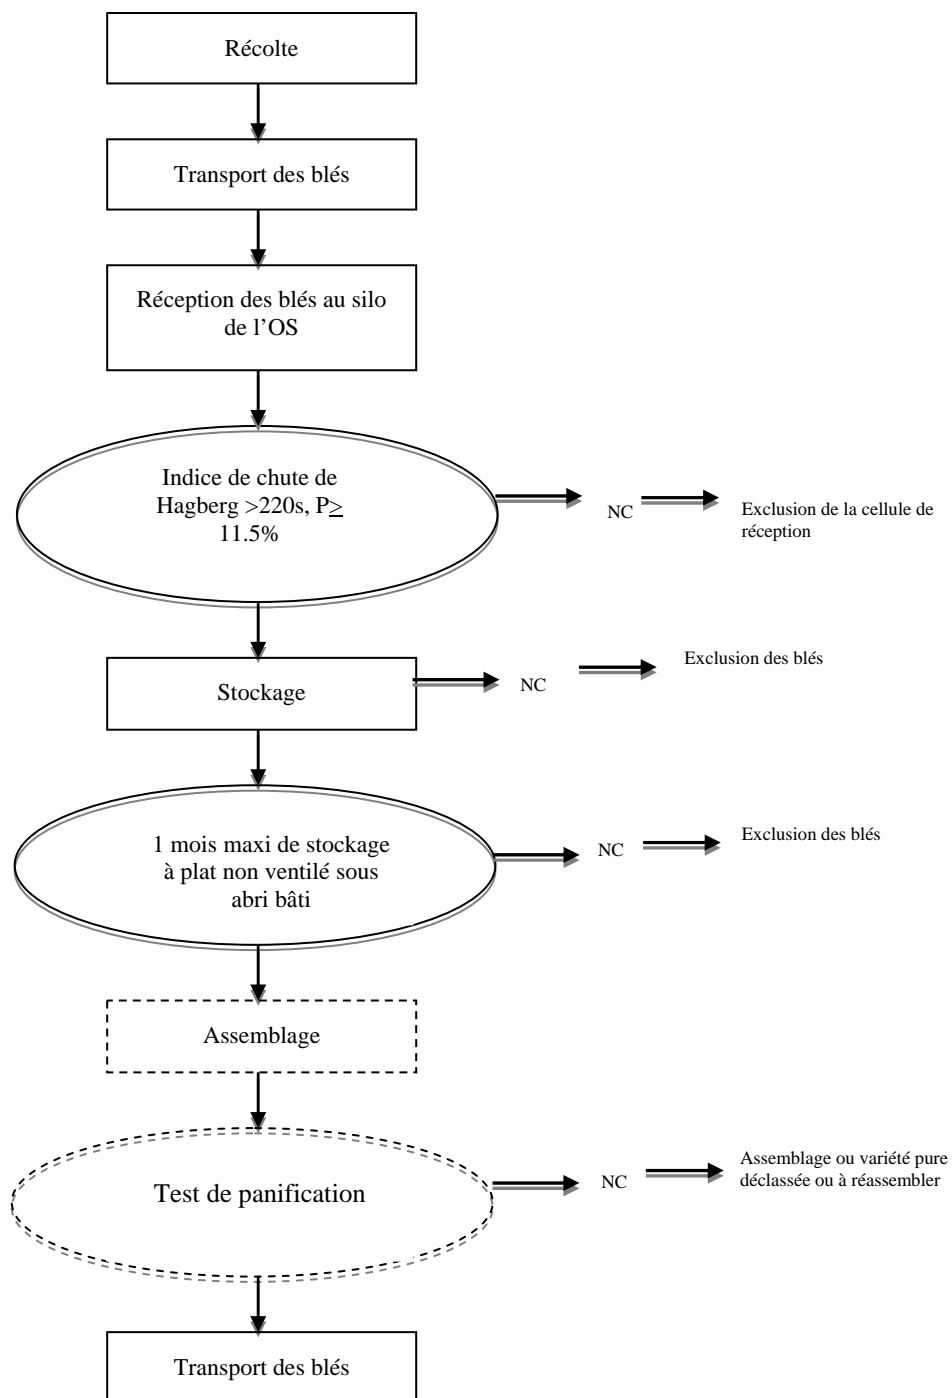 Récolte
Transport des blés
Réception des blés au silo
de l'OS
Indice de chute de
Hagberg >220s, P≥
11.5%
NC
Exclusion de la cellule de
réception
Stockage
NC
Exclusion des blés
1 mois maxi de stockage
à plat non ventilé sous
abri bâti
NC
Exclusion des blés
Assemblage
Test de panification
NC
Assemblage ou variété pure
déclassée ou à réassembler
Transport des blés